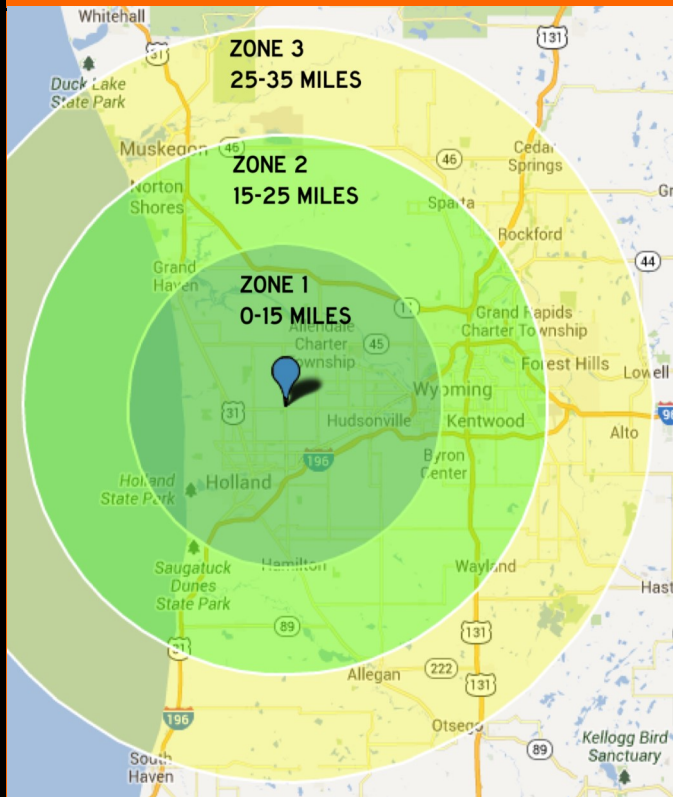 Whitehall
ZONE 3
25-35 MILES
131
31
Duck Lake
State Park
Muskegon
46
ZONE 2
15-25 MILES
46
Cedar
Springs
Norton
Shores
Sparta
Rockford
44
Grand
Haven
ZONE 1
0-15 MILES
11
Grand Rapids
Charter Township
Allendale
Charter
Township
45
Forest Hills
Lowell
Wyoming
31
Hudsonville
Kentwood
96
Alto
196
Byron
Center
Holland
State Park
Holland
Hamilton
Wayland
Saugatuck
Dunes
State Park
Hast
89
131
31
Allegan
222
131
196
Otsego
89
Kellogg Bird
Sanctuary
South
Haven